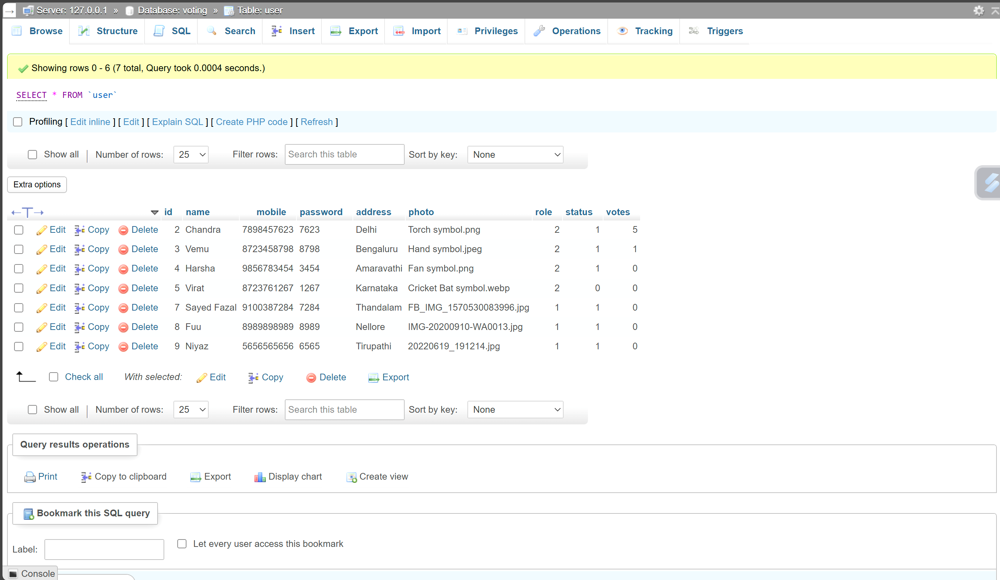 Server: 127.0.0.1 » Database: voting » Table: user
Browse Structure SQL Search Insert Export Import Privileges Operations Tracking Triggers
Showing rows 0 - 6 (7 total, Query took 0.0004 seconds.)
SELECT * FROM `user`
Profiling [ Edit inline ] [ Edit ] [ Explain SQL ] [ Create PHP code ] [ Refresh ]
Show all | Number of rows: 25 Filter rows: Search this table Sort by key: None
Extra options
←T→ id name mobile password address photo role status votes
Edit Copy Delete 2 Chandra 7898457623 7623 Delhi Torch symbol.png 2 1 5
Edit Copy Delete 3 Vemu 8723458798 8798 Bengaluru Hand symbol.jpeg 2 1 1
Edit Copy Delete 4 Harsha 9856783454 3454 Amaravathi Fan symbol.png 2 1 0
Edit Copy Delete 5 Virat 8723761267 1267 Karnataka Cricket Bat symbol.webp 2 0 0
Edit Copy Delete 7 Sayed Fazal 9100387284 7284 Thandalam FB_IMG_1570530083996.jpg 1 1 0
Edit Copy Delete 8 Fuu 8989898989 8989 Nellore IMG-20200910-WA0013.jpg 1 1 0
Edit Copy Delete 9 Niyaz 5656565656 6565 Tirupathi 20220619_191214.jpg 1 1 0
Check all With selected: Edit Copy Delete Export
Show all | Number of rows: 25 Filter rows: Search this table Sort by key: None
Query results operations
Print Copy to clipboard Export Display chart Create view
Bookmark this SQL query
Label: Let every user access this bookmark
Console